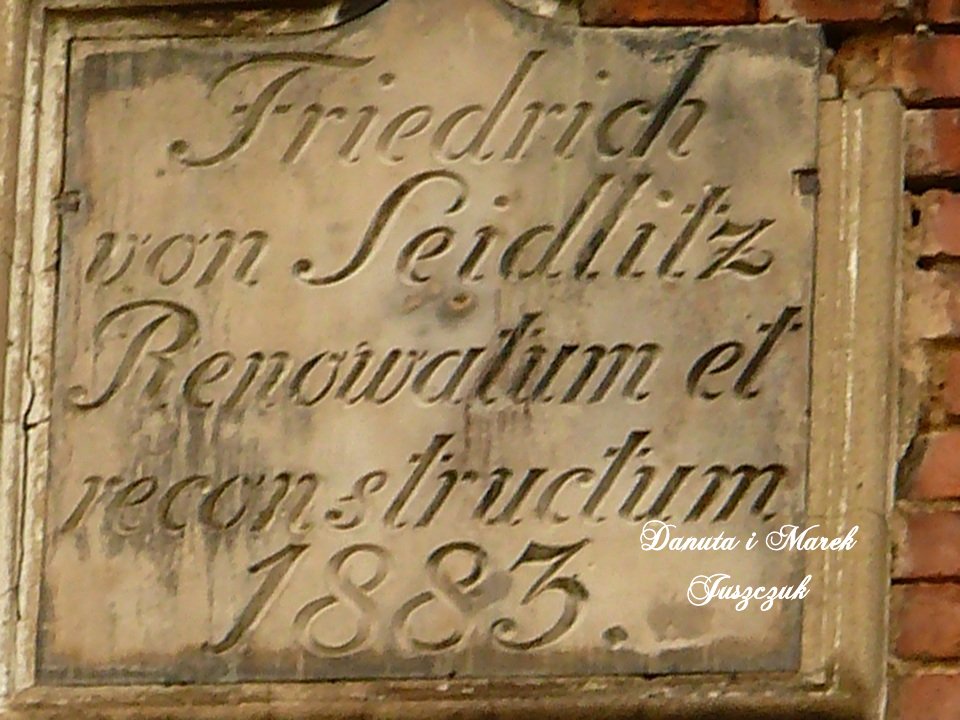 Friedrich
von Seidlitz
Renowatum et
reconstructum
1883.
Danuta i Marek
Juszczuk